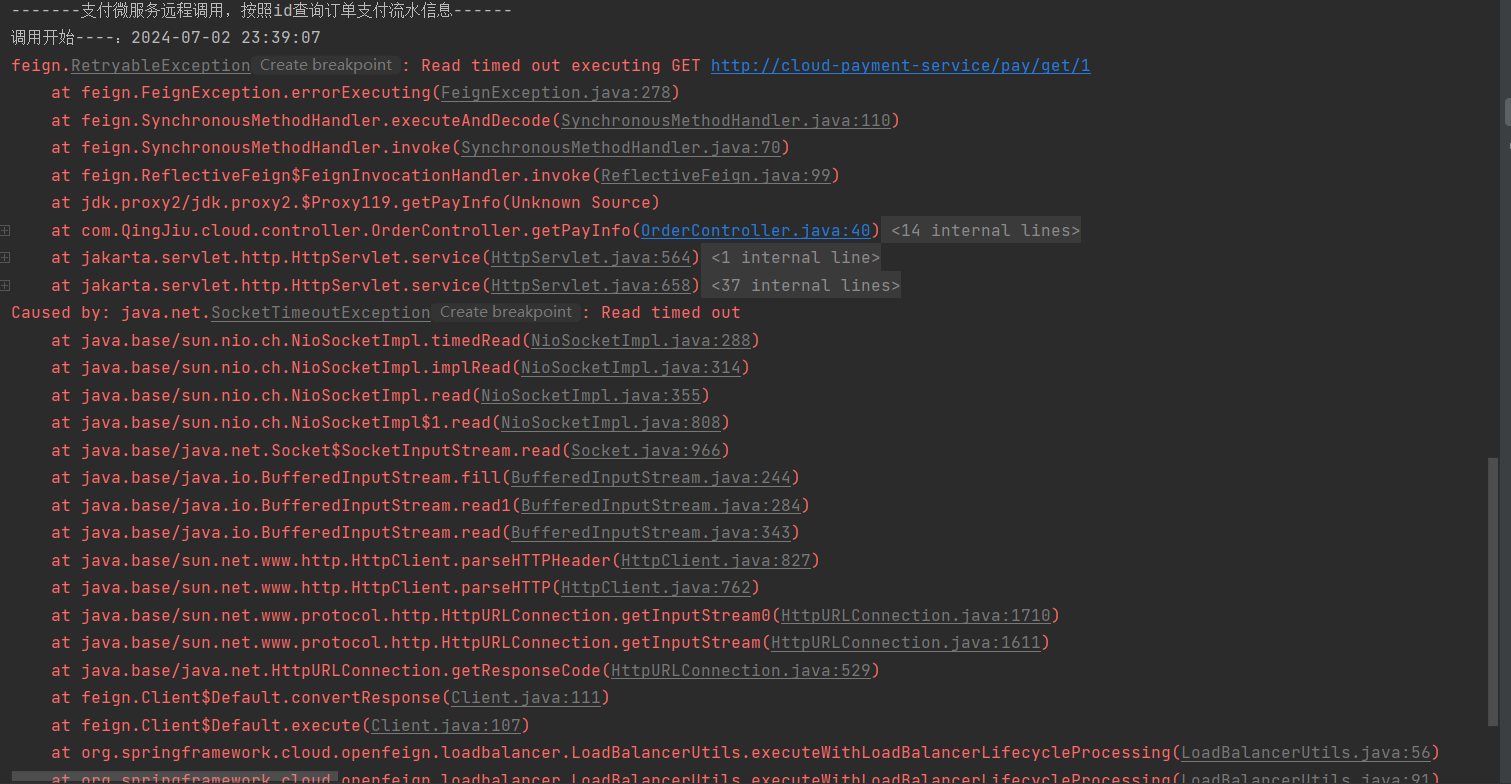 -------支付微服务远程调用，按照id查询订单支付流水信息------
调用开始----：2024-07-02 23:39:07
feign.RetryableException Create breakpoint : Read timed out executing GET http://cloud-payment-service/pay/get/1
at feign.FeignException.errorExecuting(FeignException.java:278)
at feign.SynchronousMethodHandler.executeAndDecode(SynchronousMethodHandler.java:110)
at feign.SynchronousMethodHandler.invoke(SynchronousMethodHandler.java:70)
at feign.ReflectiveFeign$FeignInvocationHandler.invoke(ReflectiveFeign.java:99)
at jdk.proxy2/jdk.proxy2.$Proxy119.getPayInfo(Unknown Source)
at com.QingJiu.cloud.controller.OrderController.getPayInfo(OrderController.java:40) <14 internal lines>
at jakarta.servlet.http.HttpServlet.service(HttpServlet.java:564) <1 internal line>
at jakarta.servlet.http.HttpServlet.service(HttpServlet.java:658) <37 internal lines>
Caused by: java.net.SocketTimeoutException Create breakpoint : Read timed out
at java.base/sun.nio.ch.NioSocketImpl.timedRead(NioSocketImpl.java:288)
at java.base/sun.nio.ch.NioSocketImpl.implRead(NioSocketImpl.java:314)
at java.base/sun.nio.ch.NioSocketImpl.read(NioSocketImpl.java:355)
at java.base/sun.nio.ch.NioSocketImpl$1.read(NioSocketImpl.java:808)
at java.base/java.net.Socket$SocketInputStream.read(Socket.java:966)
at java.base/java.io.BufferedInputStream.fill(BufferedInputStream.java:244)
at java.base/java.io.BufferedInputStream.read1(BufferedInputStream.java:284)
at java.base/java.io.BufferedInputStream.read(BufferedInputStream.java:343)
at java.base/sun.net.www.http.HttpClient.parseHTTPHeader(HttpClient.java:827)
at java.base/sun.net.www.http.HttpClient.parseHTTP(HttpClient.java:762)
at java.base/sun.net.www.protocol.http.HttpURLConnection.getInputStream0(HttpURLConnection.java:1710)
at java.base/sun.net.www.protocol.http.HttpURLConnection.getInputStream(HttpURLConnection.java:1611)
at java.base/java.net.HttpURLConnection.getResponseCode(HttpURLConnection.java:529)
at feign.Client$Default.convertResponse(Client.java:111)
at feign.Client$Default.execute(Client.java:107)
at org.springframework.cloud.openfeign.loadbalancer.LoadBalancerUtils.executeWithLoadBalancerLifecycleProcessing(LoadBalancerUtils.java:56)
at org.springframework.cloud.openfeign.loadbalancer.LoadBalancerUtils.executeWithLoadBalancerLifecycleProcessing(LoadBalancerUtils.java:91)